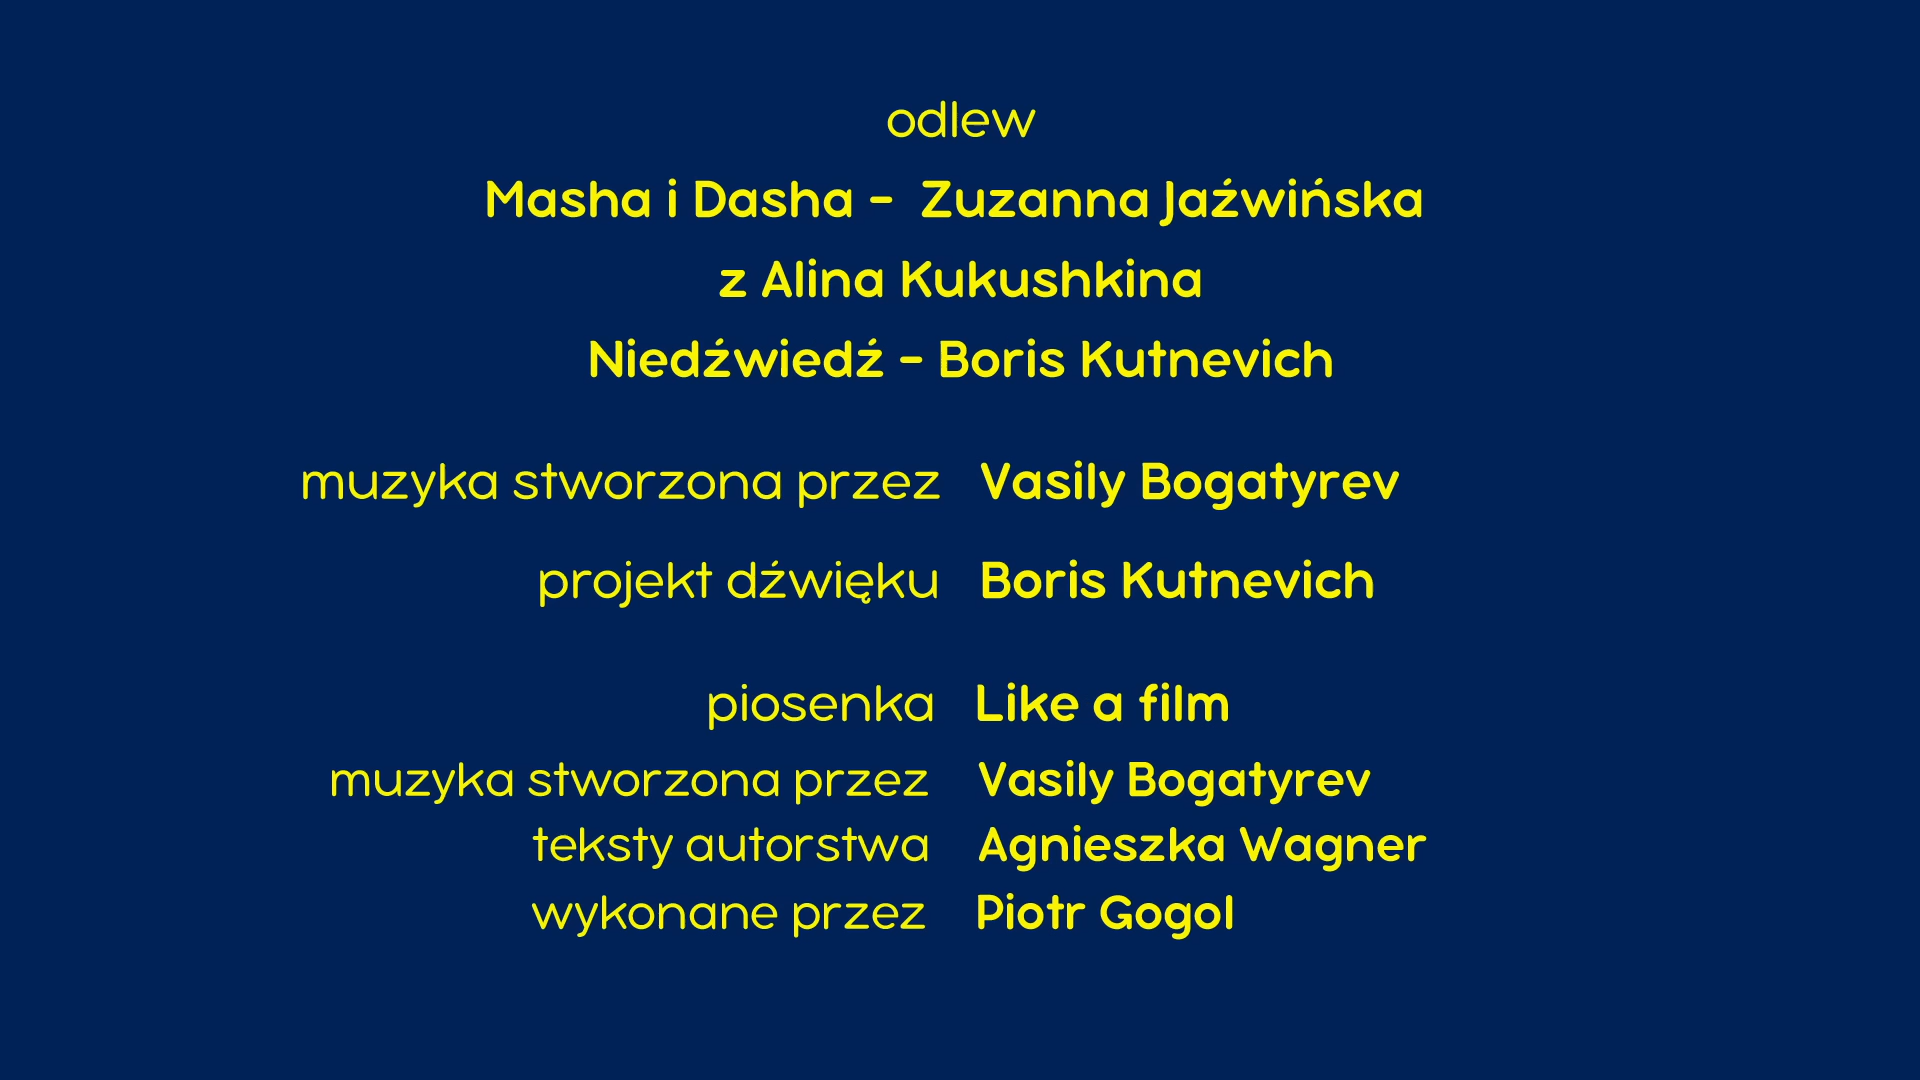 odlew
Masha i Dasha - Zuzanna Jaźwińska
z Alina Kukushkina
Niedźwiedź - Boris Kutnevich
muzyka stworzona przez Vasily Bogatyrev
projekt dźwięku Boris Kutnevich
piosenka Like a film
muzyka stworzona przez Vasily Bogatyrev
teksty autorstwa Agnieszka Wagner
wykonane przez Piotr Gogol